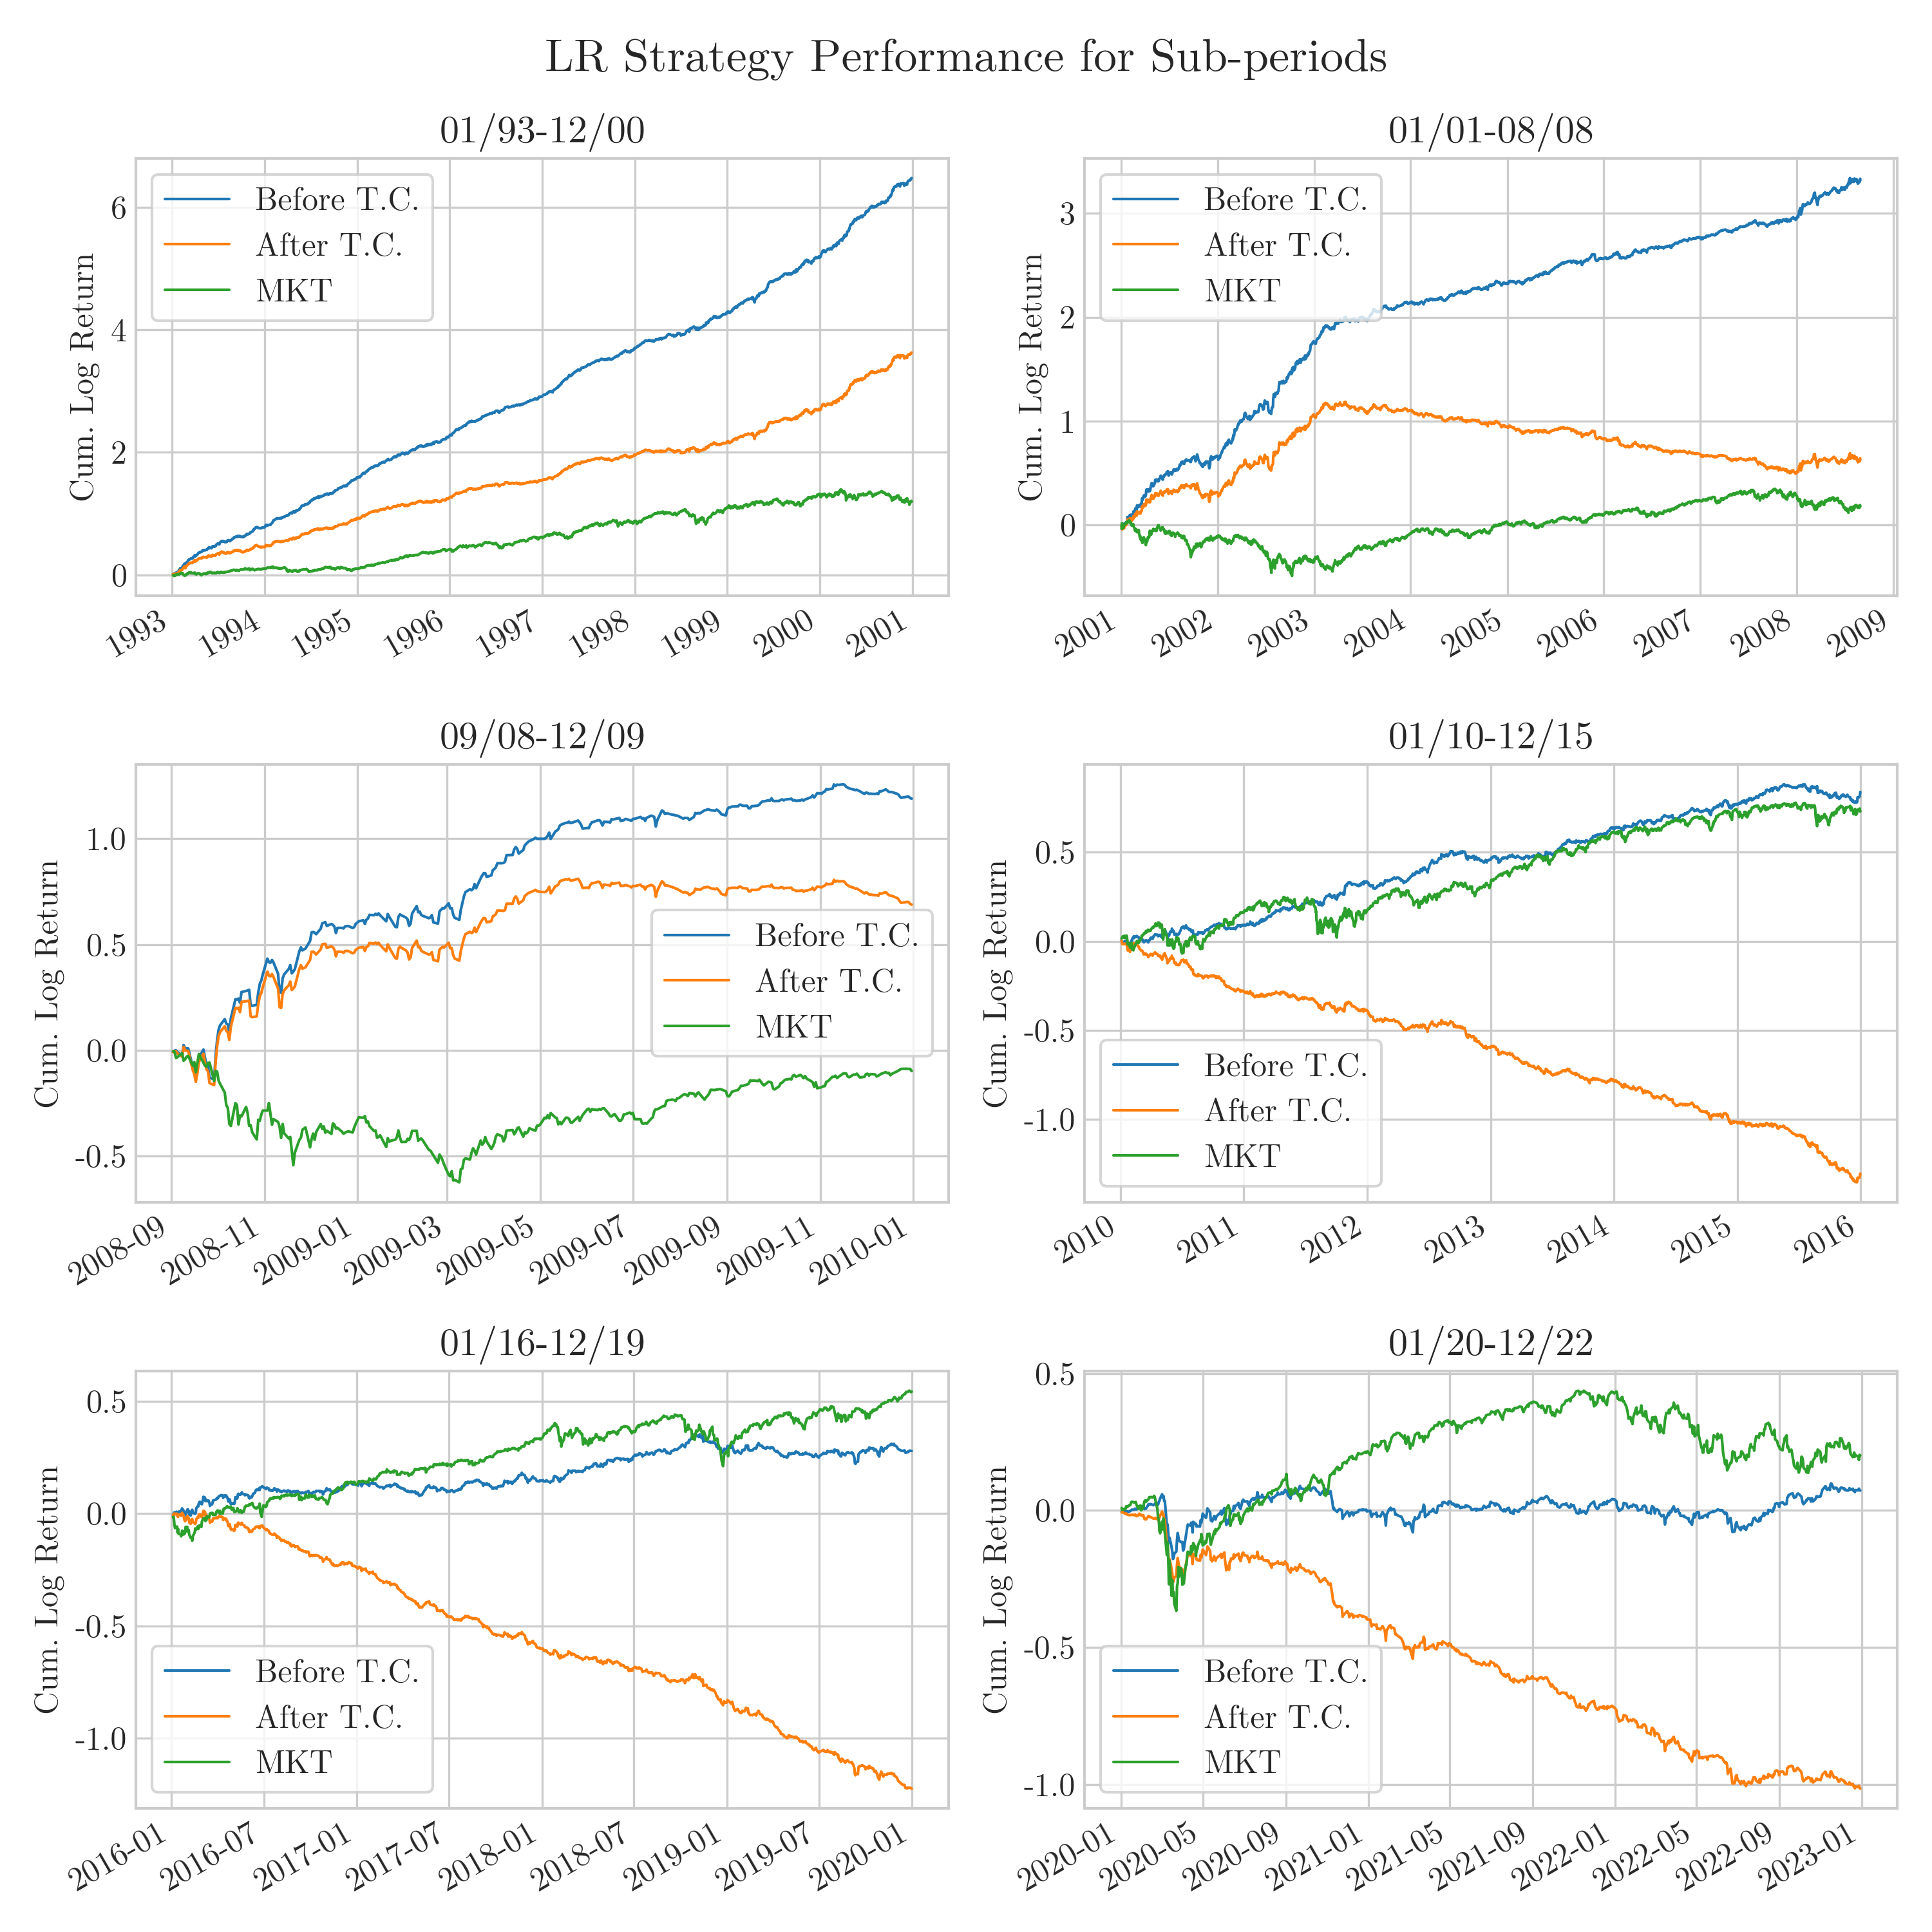 LR Strategy Performance for Sub-periods
01/93-12/00
Cum. Log Return
6
4
2
0
Before T.C.
After T.C.
MKT
1993 1994 1995 1996 1997 1998 1999 2000 2001
01/01-08/08
Cum. Log Return
3
2
1
0
Before T.C.
After T.C.
MKT
2001 2002 2003 2004 2005 2006 2007 2008 2009
09/08-12/09
Cum. Log Return
1.0
0.5
0.0
-0.5
Before T.C.
After T.C.
MKT
2008-09 2008-11 2009-01 2009-03 2009-05 2009-07 2009-09 2009-11 2010-01
01/10-12/15
Cum. Log Return
0.5
0.0
-0.5
-1.0
Before T.C.
After T.C.
MKT
2010 2011 2012 2013 2014 2015 2016
01/16-12/19
Cum. Log Return
0.5
0.0
-0.5
-1.0
Before T.C.
After T.C.
MKT
2016-01 2016-07 2017-01 2017-07 2018-01 2018-07 2019-01 2019-07 2020-01
01/20-12/22
Cum. Log Return
0.5
0.0
-0.5
-1.0
Before T.C.
After T.C.
MKT
2020-01 2020-05 2020-09 2021-01 2021-05 2021-09 2022-01 2022-05 2022-09 2023-01